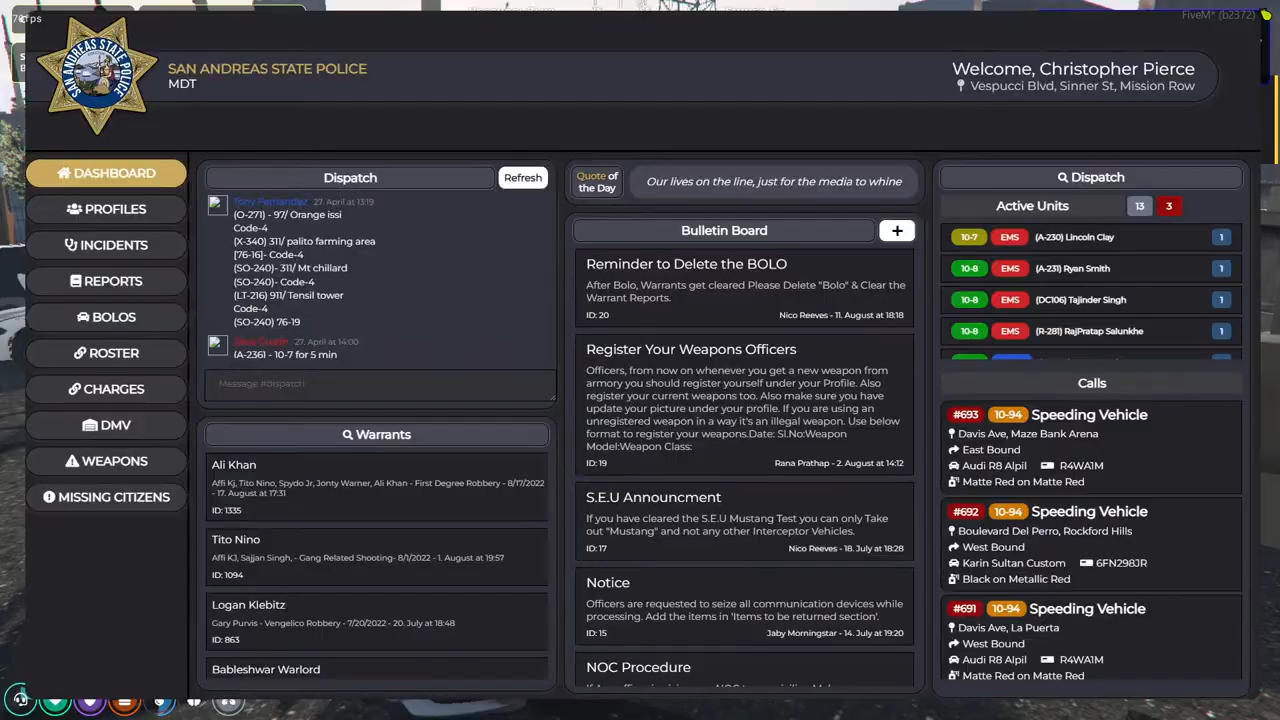 fps
FiveM* (b2372)
SAN ANDREAS STATE POLICE
SAN ANDREAS STATE POLICE
MDT
Welcome, Christopher Pierce
Vespucci Blvd, Sinner St, Mission Row
DASHBOARD
PROFILES
INCIDENTS
REPORTS
BOLOS
ROSTER
CHARGES
DMV
WEAPONS
MISSING CITIZENS
Dispatch
Refresh
Tony Fernandez 27. April at 13:19
(O-271) - 97/ Orange issi
Code-4
(X-340) 311/ palito farming area
[76-16]- Code-4
(SO-240)- 311/ Mt chillard
(SO-240)- Code-4
(LT-216) 911/ Tensil tower
Code-4
(SO-240) 76-19
27. April at 14:00
(A-236) - 10-7 for 5 min
Message #dispatch
Warrants
Ali Khan
Affi Kj, Tito Nino, Spydo Jr, Jonty Warner, Ali Khan - First Degree Robbery - 8/17/2022
- 17. August at 17:31
ID: 1335
Tito Nino
Affi KJ, Sajjan Singh, - Gang Related Shooting- 8/1/2022 - 1. August at 19:57
ID: 1094
Logan Klebitz
Gary Purvis - Vengelico Robbery - 7/20/2022 - 20. July at 18:48
ID: 863
Bableshwar Warlord
Quote of
the Day
Our lives on the line, just for the media to whine
Bulletin Board
+
Reminder to Delete the BOLO
After Bolo, Warrants get cleared Please Delete "Bolo" & Clear the
Warrant Reports.
ID: 20 Nico Reeves - 11. August at 18:18
Register Your Weapons Officers
Officers, from now on whenever you get a new weapon from
armory you should register yourself under your Profile. Also
register your current weapons too. Also make sure you have
update your picture under your profile. If you are using an
unregistered weapon in a way it's an illegal weapon. Use below
format to register your weapons.Date: Sl.No:Weapon
Model:Weapon Class:
ID: 19 Rana Prathap - 2. August at 14:12
S.E.U Announcment
If you have cleared the S.E.U Mustang Test you can only Take
out "Mustang" and not any other Interceptor Vehicles.
ID: 17 Nico Reeves - 18. July at 18:28
Notice
Officers are requested to seize all communication devices while
processing. Add the items in 'Items to be returned section'.
ID: 15 Jaby Morningstar - 14. July at 19:20
NOC Procedure
Dispatch
Active Units 13 3
10-7 EMS (A-230) Lincoln Clay 1
10-8 EMS (A-231) Ryan Smith 1
10-8 EMS (DC106) Tajinder Singh 1
10-8 EMS (R-281) RajPratap Salunkhe 1
Calls
#693 10-94 Speeding Vehicle
Davis Ave, Maze Bank Arena
East Bound
Audi R8 Alpil R4WA1M
Matte Red on Matte Red
#692 10-94 Speeding Vehicle
Boulevard Del Perro, Rockford Hills
West Bound
Karin Sultan Custom 6FN298JR
Black on Metallic Red
#691 10-94 Speeding Vehicle
Davis Ave, La Puerta
West Bound
Audi R8 Alpil R4WA1M
Matte Red on Matte Red